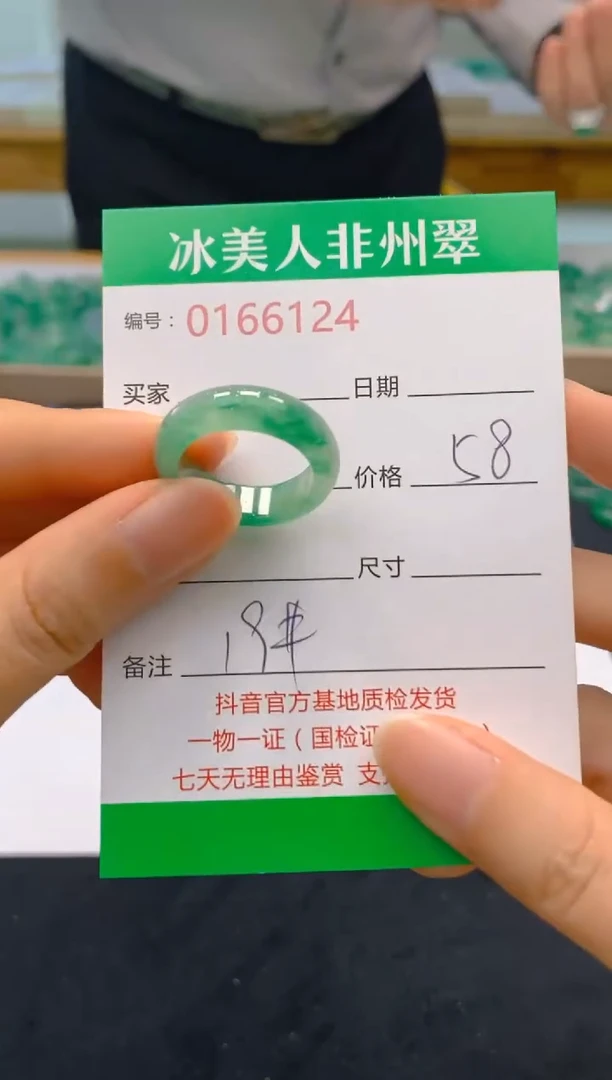 冰美人非州翠
编号：0166124
买家 日期
价格 58
尺寸
备注 19#
抖音官方基地质检发货
一物一证（国检证 ）
七天无理由鉴赏 支